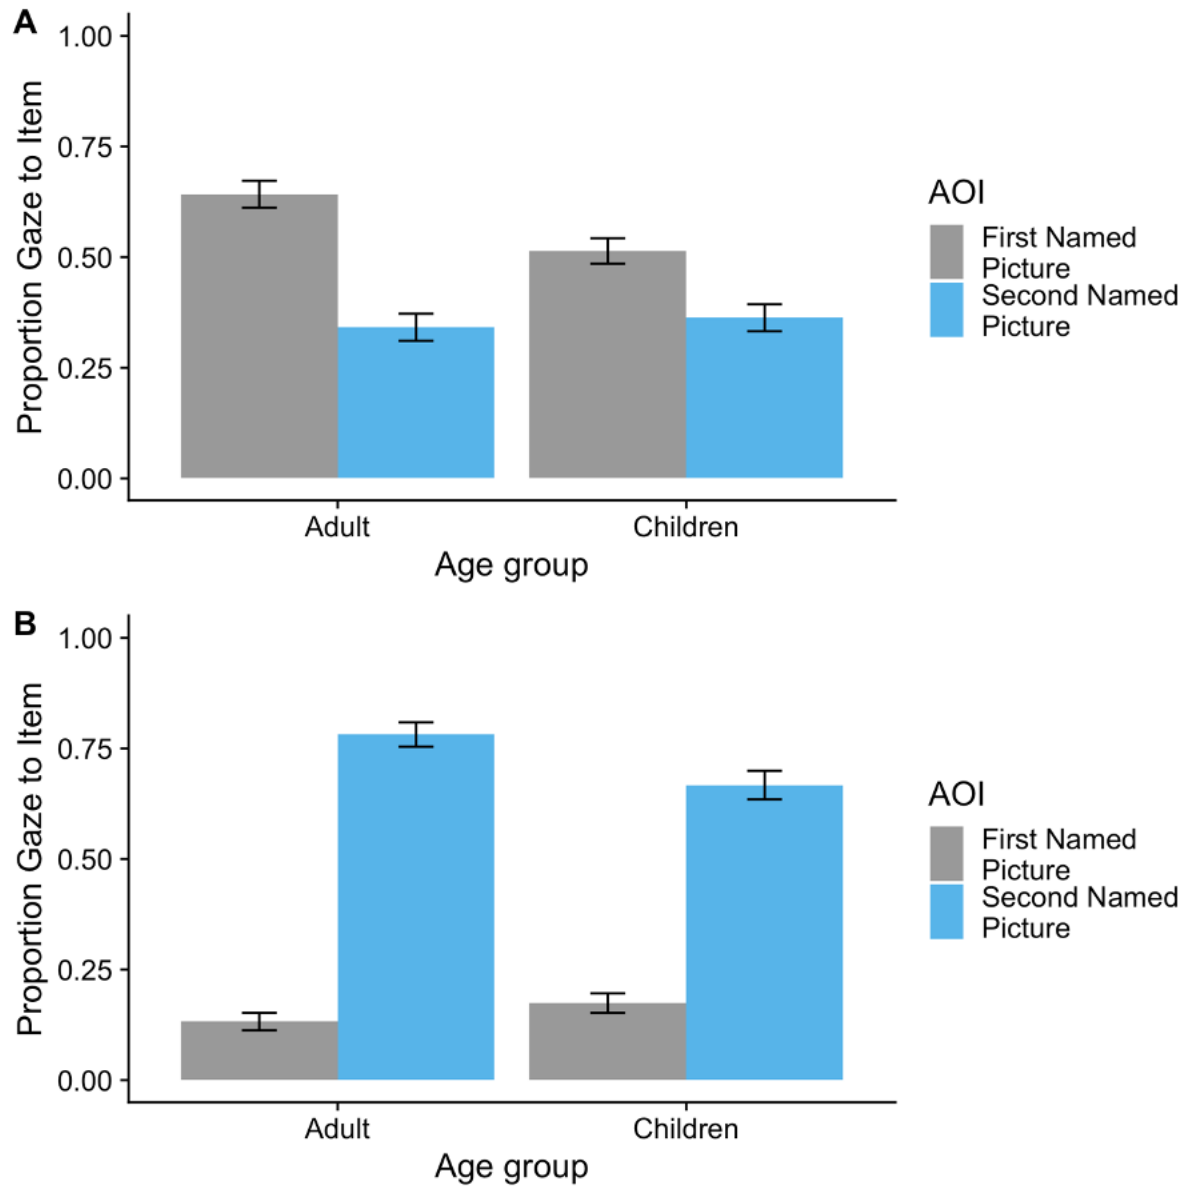 A
1.00
0.75
0.50
0.25
0.00
Proportion Gaze to Item
Adult
Children
Age group
AOI
First Named
Picture
Second Named
Picture
B
1.00
0.75
0.50
0.25
0.00
Proportion Gaze to Item
Adult
Children
Age group
AOI
First Named
Picture
Second Named
Picture